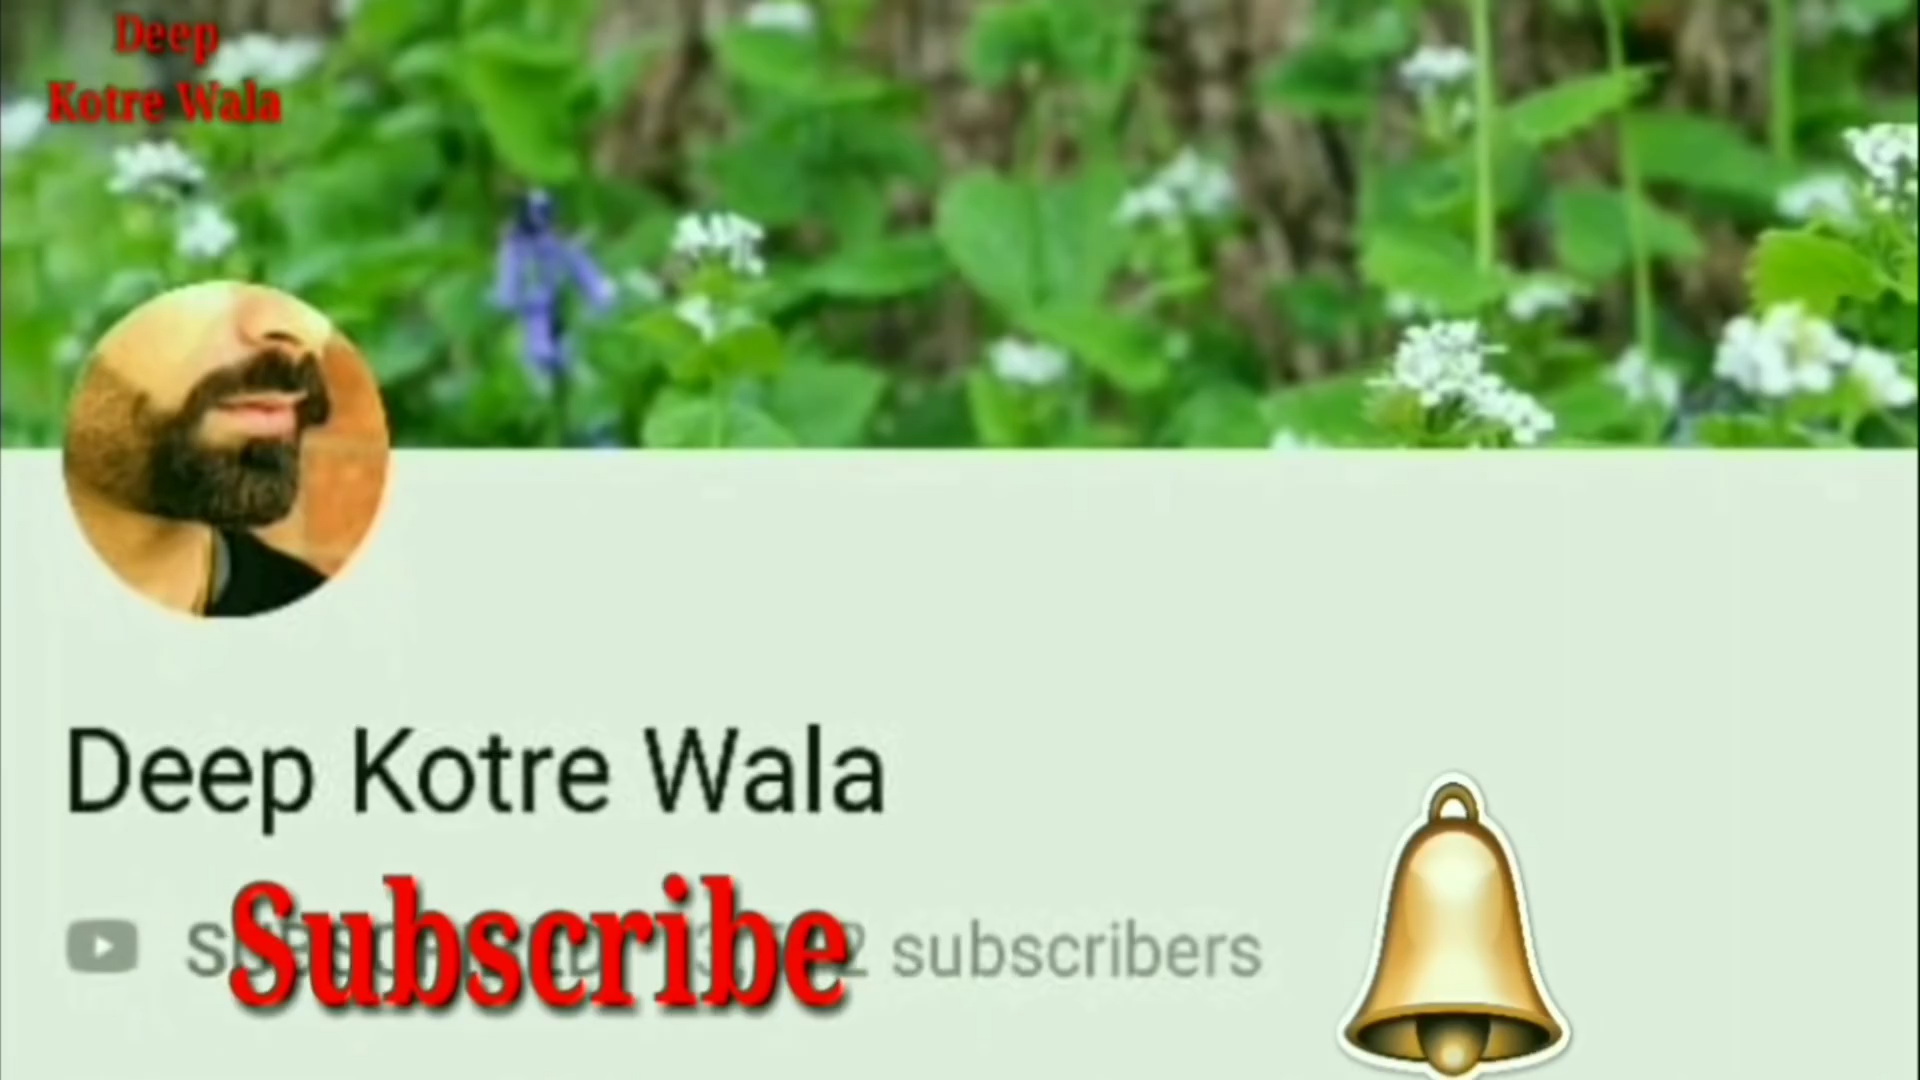 Deep
Kotre Wala
Deep Kotre Wala
Subscribe
subscribers